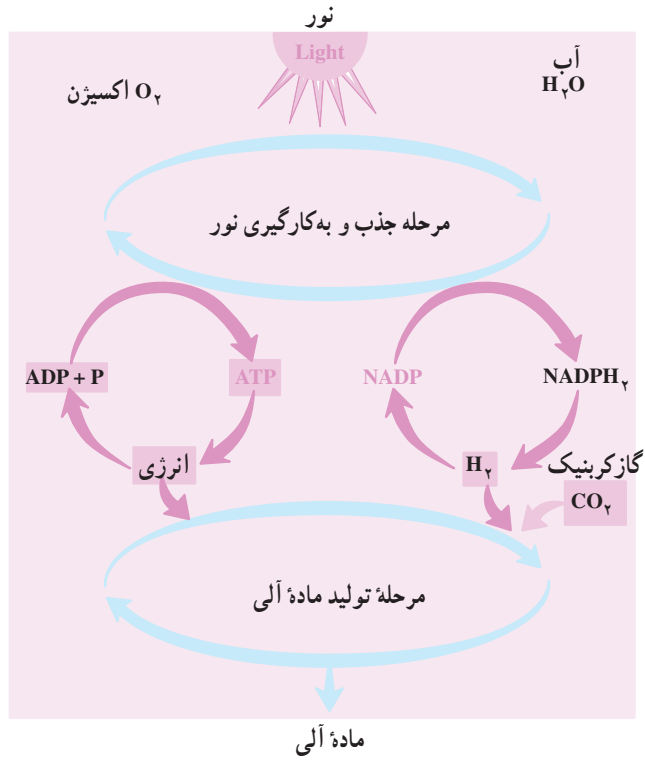 نور
Light
آب
H۲O
O۲ اکسیژن
مرحله جذب و به‌کارگیری نور
ADP + P
ATP
NADP
NADPH۲
انرژی
H۲
گازکربنیک
CO۲
مرحلهٔ تولید مادهٔ آلی
مادهٔ آلی